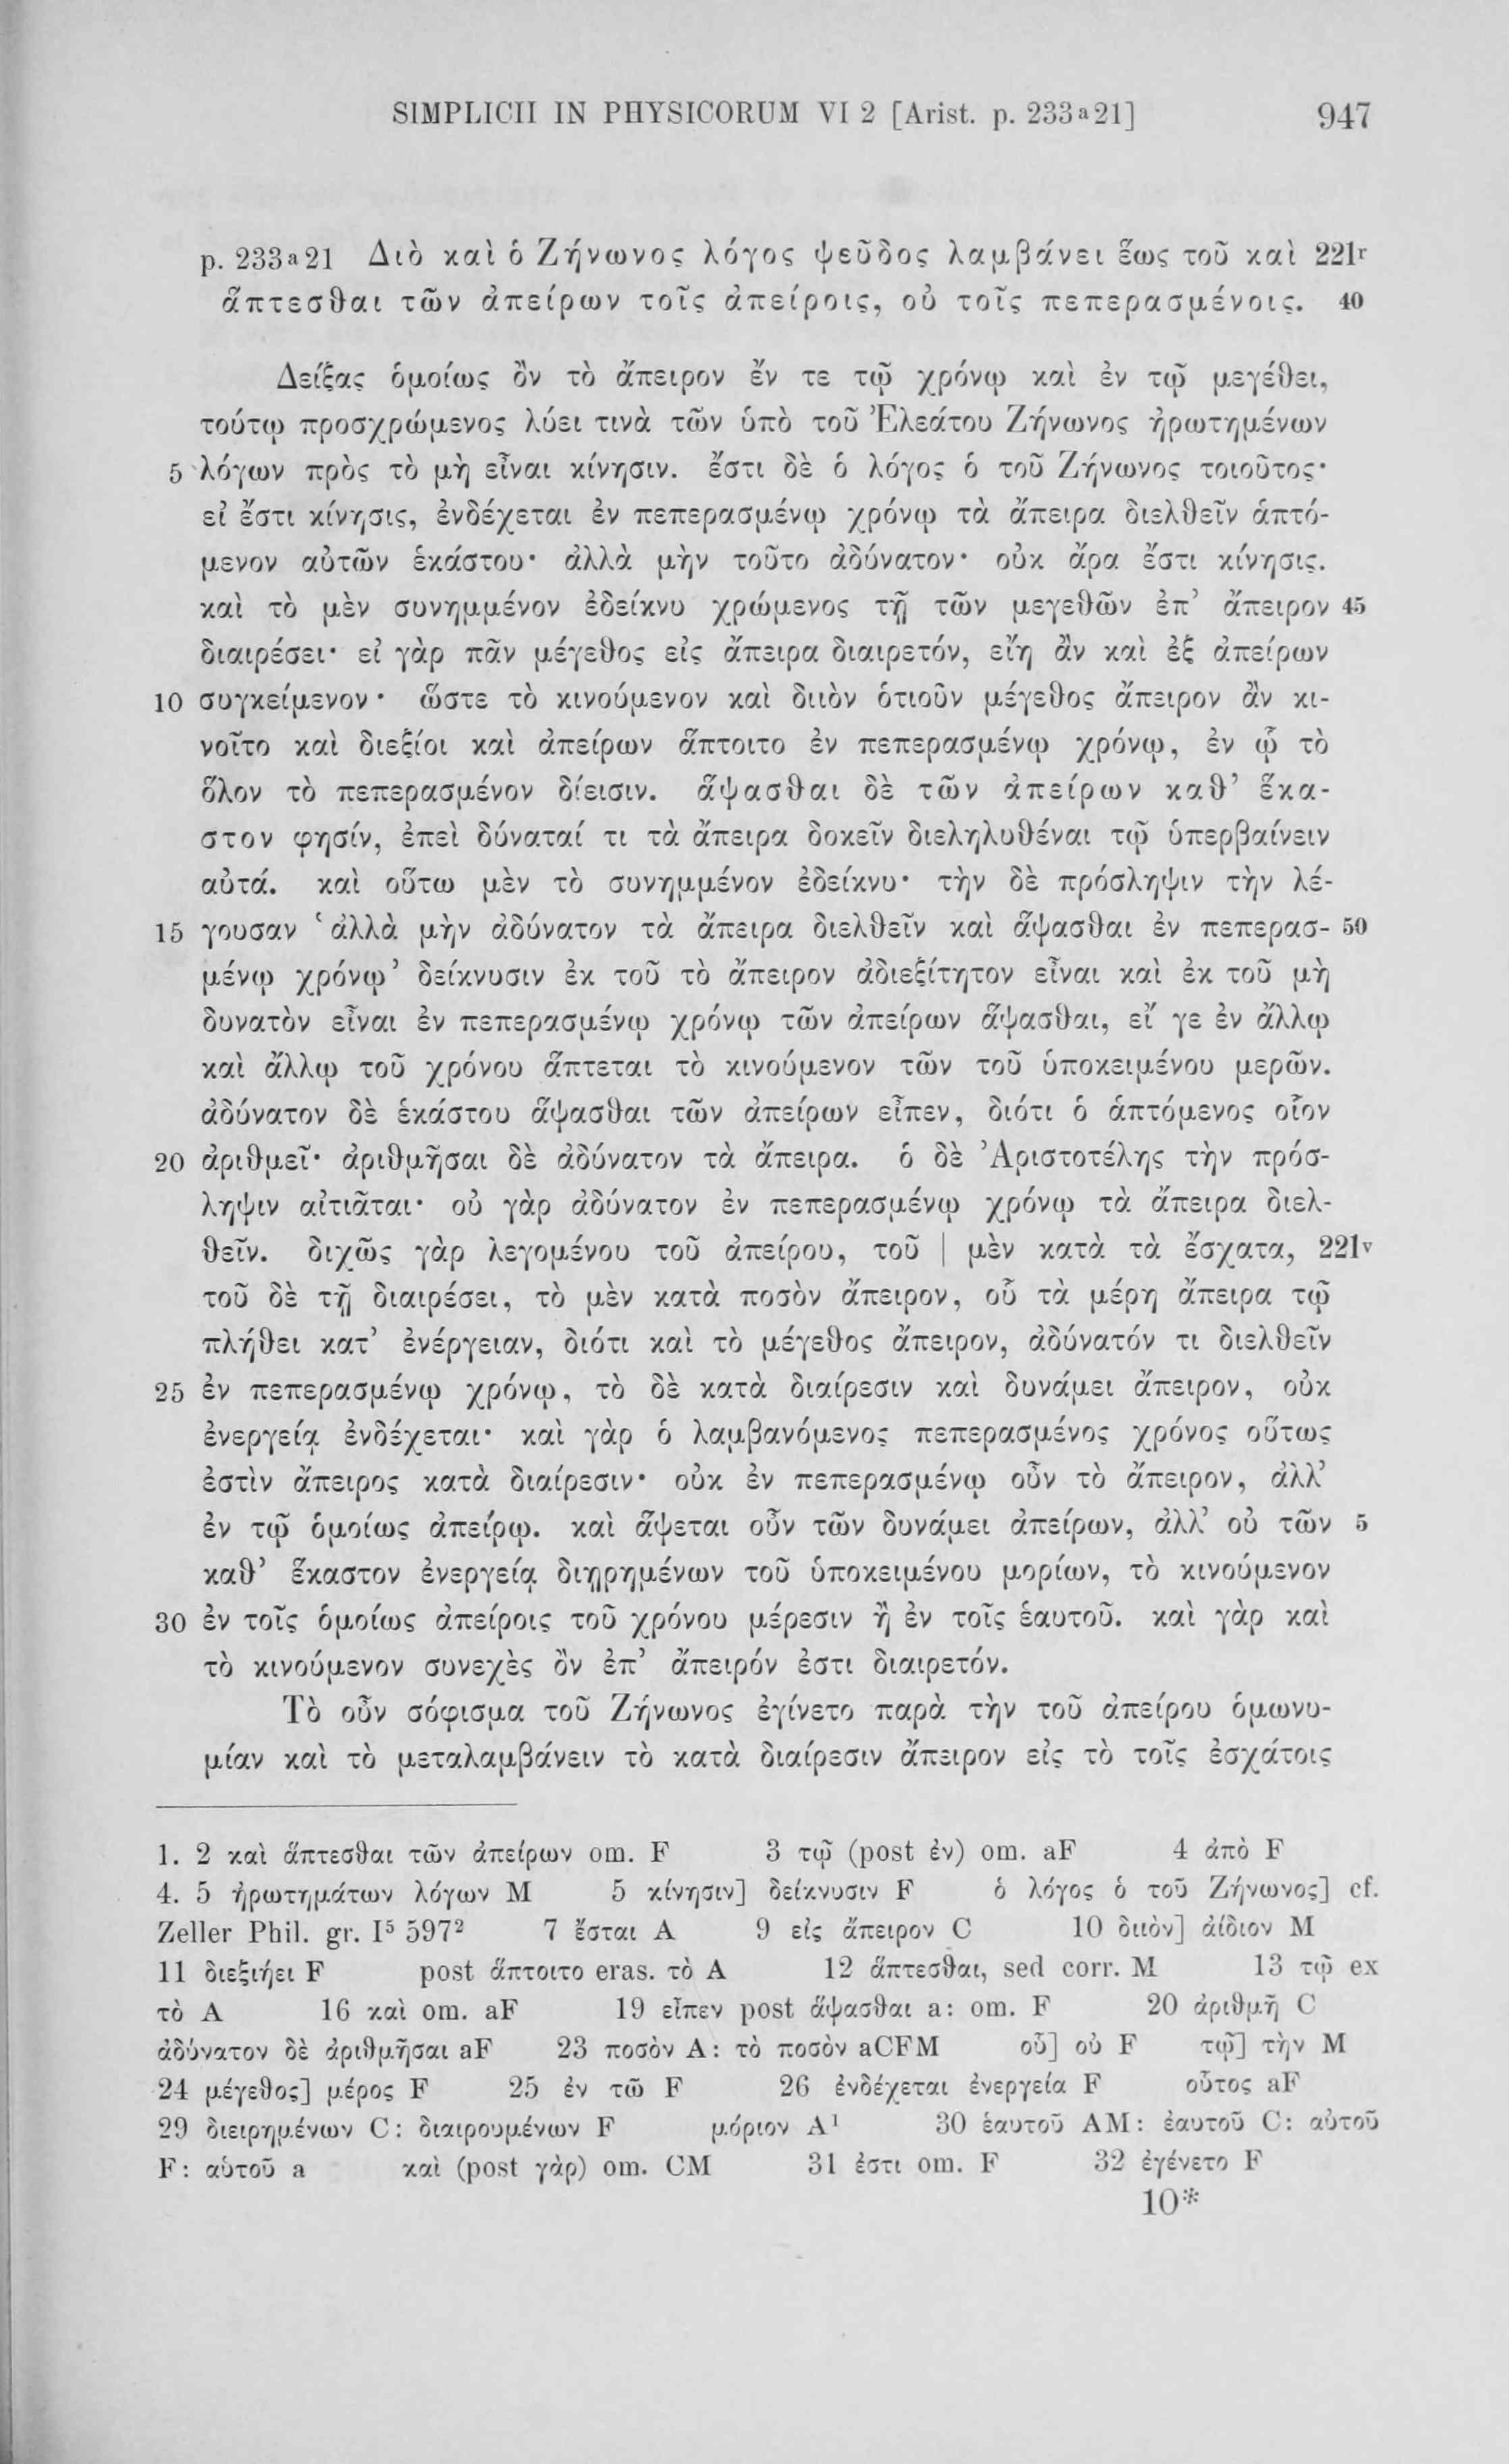 SIMPLICII IN PHYSICORUM VI 2 [Arist. p. 233a21] 947
p. 233a21 Διὸ καὶ ὁ Ζήνωνος λόγος ψεῦδος λαμβάνει ἕως τοῦ καὶ 221r
ἅπτεσθαι τῶν ἀπείρων τοῖς ἀπείροις, οὐ τοῖς πεπερασμένοις. 40
Δείξας ὁμοίως ὂν τὸ ἄπειρον ἔν τε τῷ χρόνῳ καὶ ἐν τῷ μεγέθει,
τούτῳ προσχρώμενος λύει τινὰ τῶν ὑπὸ τοῦ Ἐλεάτου Ζήνωνος ἠρωτημένων
5 λόγων πρὸς τὸ μὴ εἶναι κίνησιν. ἔστι δὲ ὁ λόγος ὁ τοῦ Ζήνωνος τοιοῦτος·
εἰ ἔστι κίνησις, ἐνδέχεται ἐν πεπερασμένῳ χρόνῳ τὰ ἄπειρα διελθεῖν ἁπτό-
μενον αὐτῶν ἑκάστου· ἀλλὰ μὴν τοῦτο ἀδύνατον· οὐκ ἄρα ἔστι κίνησις.
καὶ τὸ μὲν συνημμένον ἐδείκνυ χρώμενος τῇ τῶν μεγεθῶν ἐπ’ ἄπειρον 45
διαιρέσει· εἰ γὰρ πᾶν μέγεθος εἰς ἄπειρα διαιρετόν, εἴη ἂν καὶ ἐξ ἀπείρων
10 συγκείμενον· ὥστε τὸ κινούμενον καὶ διιὸν ὁτιοῦν μέγεθος ἄπειρον ἂν κι-
νοῖτο καὶ διεξίοι καὶ ἀπείρων ἅπτοιτο ἐν πεπερασμένῳ χρόνῳ, ἐν ᾧ τὸ
ὅλον τὸ πεπερασμένον δίεισιν. ἅψασθαι δὲ τῶν ἀπείρων καθ’ ἕκα-
στον φησίν, ἐπεὶ δύναταί τι τὰ ἄπειρα δοκεῖν διεληλυθέναι τῷ ὑπερβαίνειν
αὐτά. καὶ οὕτω μὲν τὸ συνημμένον ἐδείκνυ· τὴν δὲ πρόσληψιν τὴν λέ-
15 γουσαν ‘ἀλλὰ μὴν ἀδύνατον τὰ ἄπειρα διελθεῖν καὶ ἅψασθαι ἐν πεπερασ- 50
μένῳ χρόνῳ’ δείκνυσιν ἐκ τοῦ τὸ ἄπειρον ἀδιεξίτητον εἶναι καὶ ἐκ τοῦ μὴ
δυνατὸν εἶναι ἐν πεπερασμένῳ χρόνῳ τῶν ἀπείρων ἅψασθαι, εἴ γε ἐν ἄλλῳ
καὶ ἄλλῳ τοῦ χρόνου ἅπτεται τὸ κινούμενον τῶν τοῦ ὑποκειμένου μερῶν.
ἀδύνατον δὲ ἑκάστου ἅψασθαι τῶν ἀπείρων εἶπεν, διότι ὁ ἁπτόμενος οἷον
20 ἀριθμεῖ· ἀριθμῆσαι δὲ ἀδύνατον τὰ ἄπειρα. ὁ δὲ Ἀριστοτέλης τὴν πρόσ-
ληψιν αἰτιᾶται· οὐ γὰρ ἀδύνατον ἐν πεπερασμένῳ χρόνῳ τὰ ἄπειρα διελ-
θεῖν. διχῶς γὰρ λεγομένου τοῦ ἀπείρου, τοῦ | μὲν κατὰ τὰ ἔσχατα, 221v
τοῦ δὲ τῇ διαιρέσει, τὸ μὲν κατὰ ποσὸν ἄπειρον, οὗ τὰ μέρη ἄπειρα τῷ
πλήθει κατ’ ἐνέργειαν, διότι καὶ τὸ μέγεθος ἄπειρον, ἀδύνατόν τι διελθεῖν
25 ἐν πεπερασμένῳ χρόνῳ, τὸ δὲ κατὰ διαίρεσιν καὶ δυνάμει ἄπειρον, οὐκ
ἐνεργείᾳ ἐνδέχεται· καὶ γὰρ ὁ λαμβανόμενος πεπερασμένος χρόνος οὕτως
ἐστὶν ἄπειρος κατὰ διαίρεσιν· οὐκ ἐν πεπερασμένῳ οὖν τὸ ἄπειρον, ἀλλ’
ἐν τῷ ὁμοίως ἀπείρῳ. καὶ ἅψεται οὖν τῶν δυνάμει ἀπείρων, ἀλλ’ οὐ τῶν 5
καθ’ ἕκαστον ἐνεργείᾳ διῃρημένων τοῦ ὑποκειμένου μορίων, τὸ κινούμενον
30 ἐν τοῖς ὁμοίως ἀπείροις τοῦ χρόνου μέρεσιν ἢ ἐν τοῖς ἑαυτοῦ. καὶ γὰρ καὶ
τὸ κινούμενον συνεχὲς ὂν ἐπ’ ἄπειρόν ἐστι διαιρετόν.
Τὸ οὖν σόφισμα τοῦ Ζήνωνος ἐγίνετο παρὰ τὴν τοῦ ἀπείρου ὁμωνυ-
μίαν καὶ τὸ μεταλαμβάνειν τὸ κατὰ διαίρεσιν ἄπειρον εἰς τὸ τοῖς ἐσχάτοις
1. 2 καὶ ἅπτεσθαι τῶν ἀπείρων om. F 3 τῷ (post ἐν) om. aF 4 ἀπὸ F
4. 5 ἠρωτημάτων λόγων M 5 κίνησιν] δείκνυσιν F ὁ λόγος ὁ τοῦ Ζήνωνος] cf.
Zeller Phil. gr. I⁵ 597² 7 ἔσται A 9 εἰς ἄπειρον C 10 διιὸν] ἀίδιον M
11 διεξιήει F post ἅπτοιτο eras. τὸ A 12 ἅπτεσθαι, sed corr. M 13 τῷ ex
τὸ A 16 καὶ om. aF 19 εἶπεν post ἅψασθαι a: om. F 20 ἀριθμῆ C
ἀδύνατον δὲ ἀριθμῆσαι aF 23 ποσὸν A: τὸ ποσὸν aCFM οὗ] οὐ F τῷ] τὴν M
24 μέγεθος] μέρος F 25 ἐν τῶ F 26 ἐνδέχεται ἐνεργεία F οὗτος aF
29 διειρημένων C: διαιρουμένων F μόριον A¹ 30 ἑαυτοῦ AM: ἐαυτοῦ C: αὐτοῦ
F: αὑτοῦ a καὶ (post γὰρ) om. CM 31 ἐστι om. F 32 ἐγένετο F
10*